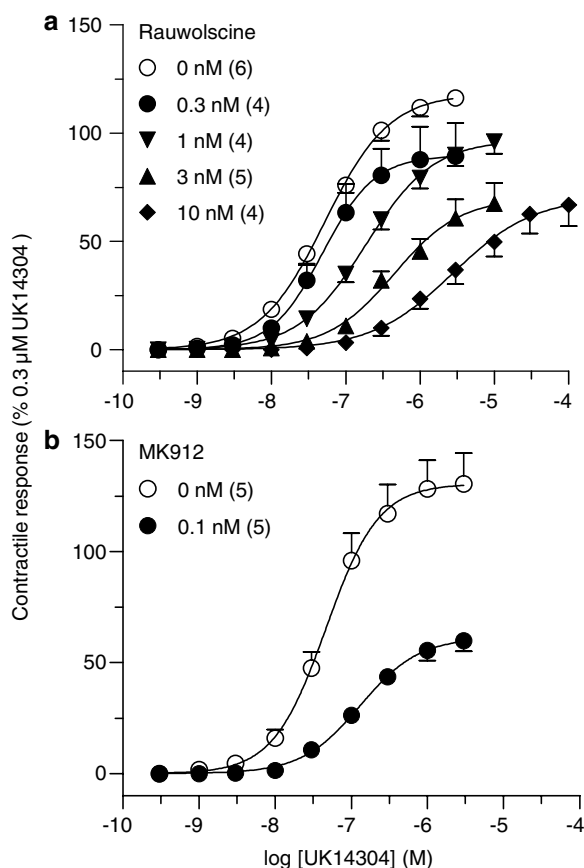 a
Rauwolscine
0 nM (6)
0.3 nM (4)
1 nM (4)
3 nM (5)
10 nM (4)
150
100
50
0
-10 -9 -8 -7 -6 -5 -4
Contractile response (% 0.3 µM UK14304)
b
MK912
0 nM (5)
0.1 nM (5)
150
100
50
0
-10 -9 -8 -7 -6 -5 -4
log [UK14304] (M)